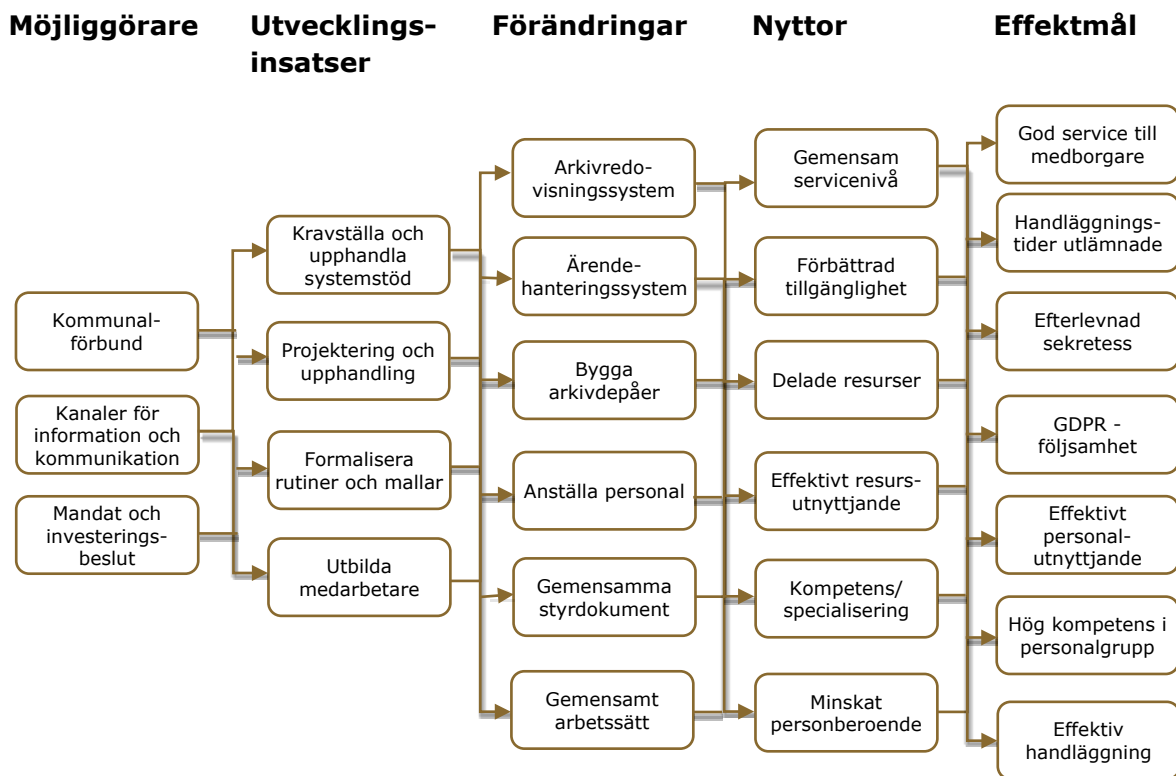 Möjliggörare
Utvecklings-
insatser
Förändringar
Nyttor
Effektmål
Kommunal-
förbund
Kanaler för
information och
kommunikation
Mandat och
investerings-
beslut
Kravställa och
upphandla
systemstöd
Projektering och
upphandling
Formalisera
rutiner och mallar
Utbilda
medarbetare
Arkivredo-
visningssystem
Ärende-
hanteringssystem
Bygga
arkivdepåer
Anställa personal
Gemensamma
styrdokument
Gemensamt
arbetssätt
Gemensam
servicenivå
Förbättrad
tillgänglighet
Delade resurser
Effektivt resurs-
utnyttjande
Kompetens/
specialisering
Minskat
personberoende
God service till
medborgare
Handläggnings-
tider utlämnade
Efterlevnad
sekretess
GDPR -
följsamhet
Effektivt
personal-
utnyttjande
Hög kompetens i
personalgrupp
Effektiv
handläggning